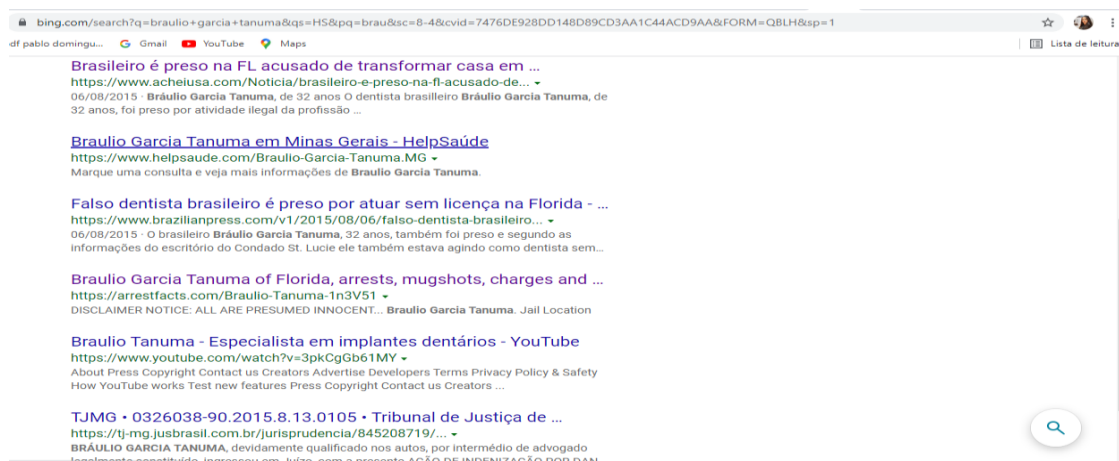 bing.com/search?q=braulio+garcia+tanuma&qs=HS&pq=brau&sc=8-4&cvid=7476DE928DD148D89CD3AA1C44ACD9AA&FORM=QBLH&sp=1
df pablo domingu... Gmail YouTube Maps Lista de leitura
Brasileiro é preso na FL acusado de transformar casa em ...
https://www.acheiusa.com/Noticia/brasileiro-e-preso-na-fl-acusado-de...
06/08/2015 · Bráulio Garcia Tanuma, de 32 anos O dentista brasilleiro Bráulio Garcia Tanuma, de
32 anos, foi preso por atividade ilegal da profissão ...
Braulio Garcia Tanuma em Minas Gerais - HelpSaúde
https://www.helpsaude.com/Braulio-Garcia-Tanuma.MG
Marque uma consulta e veja mais informações de Braulio Garcia Tanuma.
Falso dentista brasileiro é preso por atuar sem licença na Florida - ...
https://www.brazilianpress.com/v1/2015/08/06/falso-dentista-brasileiro...
06/08/2015 · O brasileiro Bráulio Garcia Tanuma, 32 anos, também foi preso e segundo as
informações do escritório do Condado St. Lucie ele também estava agindo como dentista sem...
Braulio Garcia Tanuma of Florida, arrests, mugshots, charges and ...
https://arrestfacts.com/Braulio-Tanuma-1n3V51
DISCLAIMER NOTICE: ALL ARE PRESUMED INNOCENT... Braulio Garcia Tanuma. Jail Location
Braulio Tanuma - Especialista em implantes dentários - YouTube
https://www.youtube.com/watch?v=3pkCgGb61MY
About Press Copyright Contact us Creators Advertise Developers Terms Privacy Policy & Safety
How YouTube works Test new features Press Copyright Contact us Creators ...
TJMG • 0326038-90.2015.8.13.0105 • Tribunal de Justiça de ...
https://tj-mg.jusbrasil.com.br/jurisprudencia/845208719/...
BRÁULIO GARCIA TANUMA, devidamente qualificado nos autos, por intermédio de advogado
legalmente constituído, ingressou em Juízo, com a presente AÇÃO DE INDENIZAÇÃO POR DAN